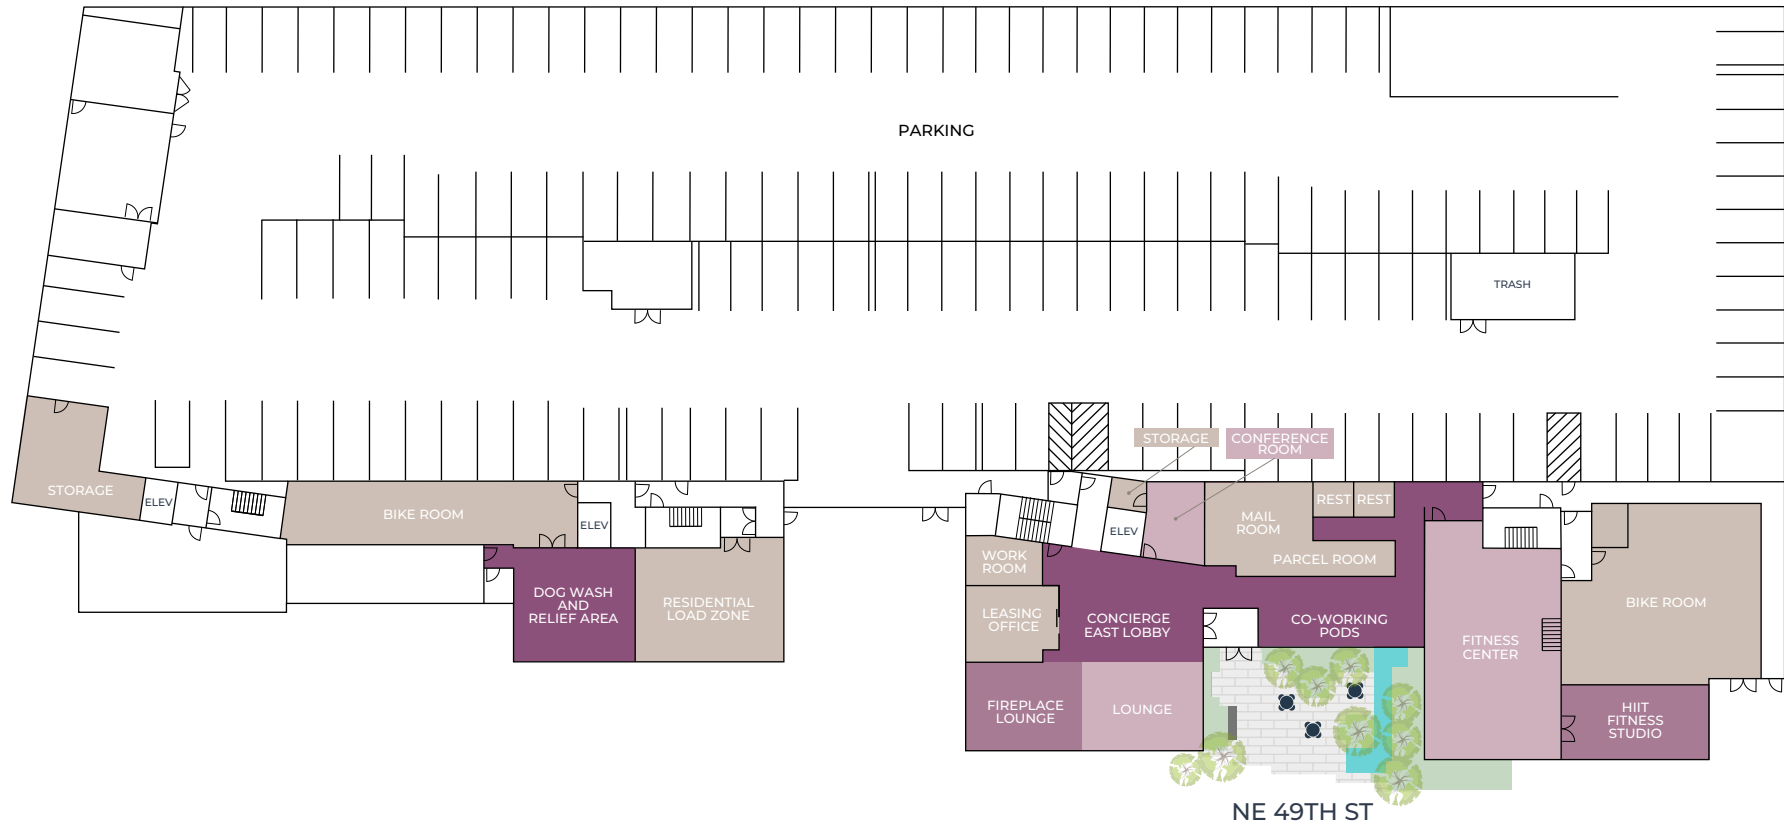 PARKING
TRASH
STORAGE
CONFERENCE
ROOM
STORAGE
ELEV
BIKE ROOM
ELEV
ELEV
MAIL
ROOM
REST
REST
PARCEL ROOM
WORK
ROOM
DOG WASH
AND
RELIEF AREA
RESIDENTIAL
LOAD ZONE
LEASING
OFFICE
CONCIERGE
EAST LOBBY
CO-WORKING
PODS
FITNESS
CENTER
BIKE ROOM
FIREPLACE
LOUNGE
LOUNGE
HIIT
FITNESS
STUDIO
NE 49TH ST